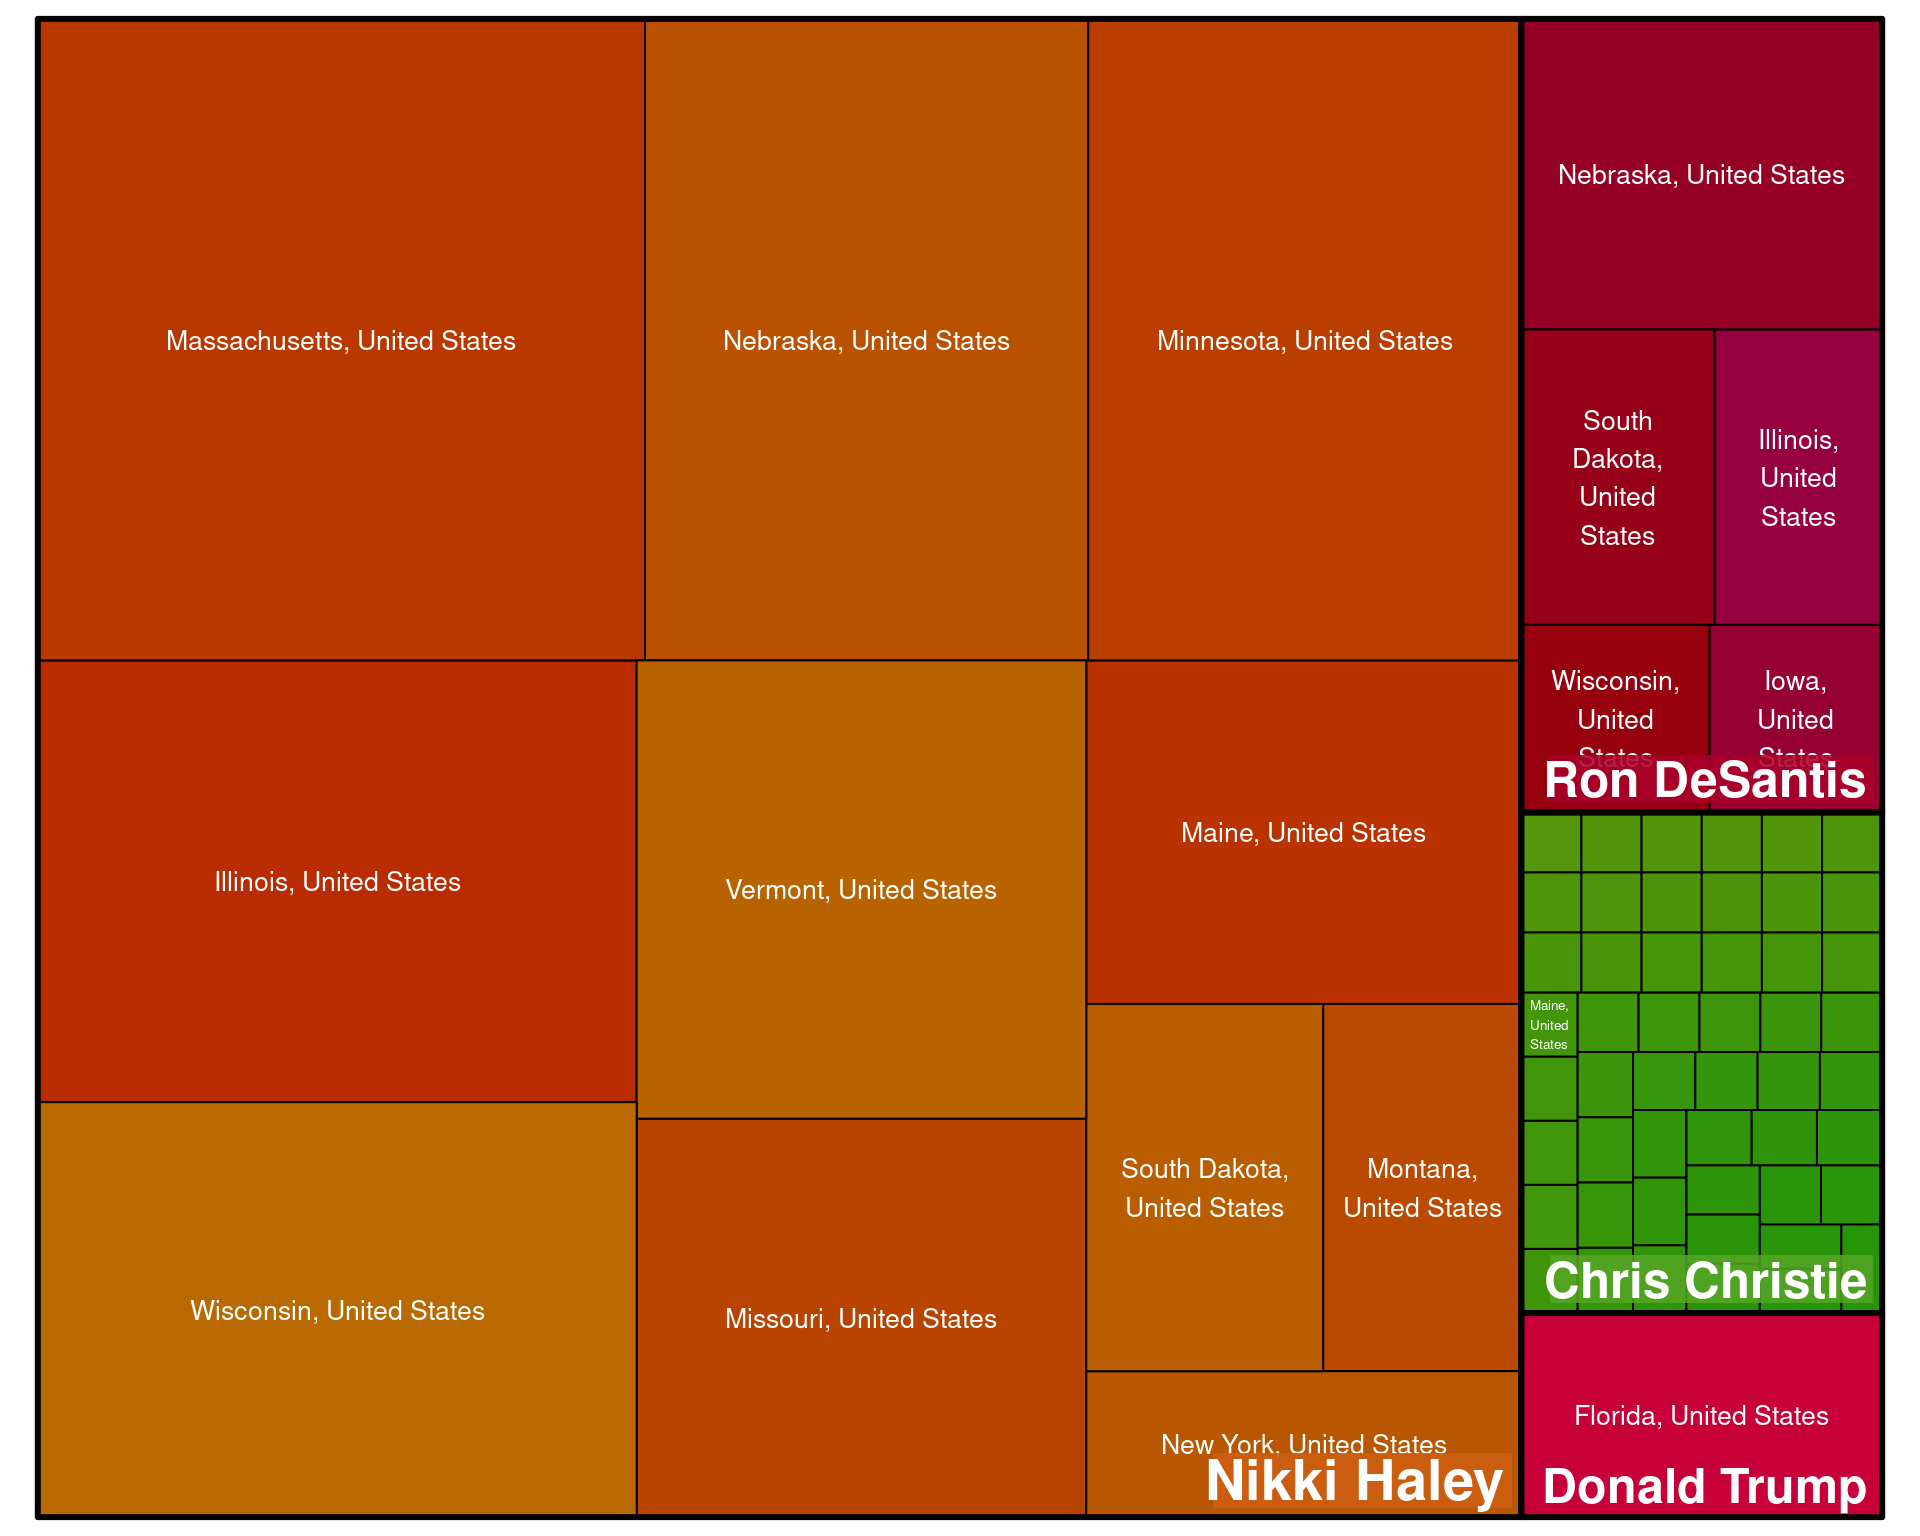 Massachusetts, United States
Nebraska, United States
Minnesota, United States
Illinois, United States
Vermont, United States
Maine, United States
Wisconsin, United States
Missouri, United States
South Dakota,
United States
Montana,
United States
New York, United States
Nikki Haley
Nebraska, United States
South
Dakota,
United
States
Illinois,
United
States
Wisconsin,
United
States
Iowa,
United
States
Ron DeSantis
Maine,
United
States
Chris Christie
Florida, United States
Donald Trump